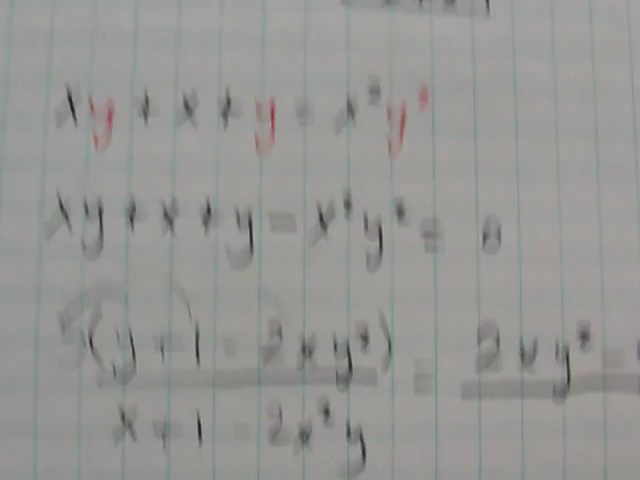 xy + x + y = x²y²
xy + x + y - x²y² = 0
(y + 1 - 2xy²) = 2xy² -
x + 1 - 2x²y